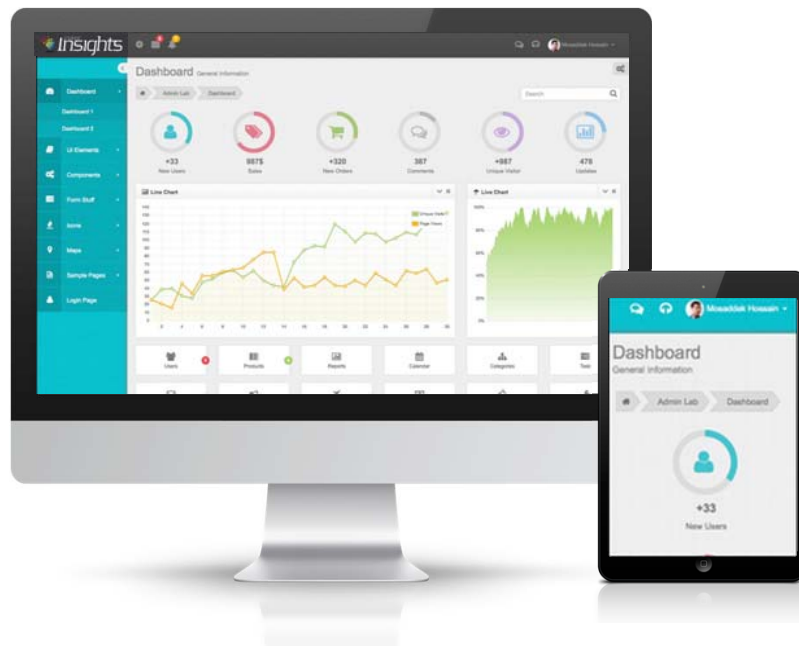 Insights
Mosaddek Hossain
Dashboard General Information
Admin Lab Dashboard
Search
Dashboard
Dashboard 1
Dashboard 2
UI Elements
Components
Form Stuff
Icons
Maps
Sample Pages
Login Page
+33 987$ +320 387 +987 478
New Users Sales New Orders Comments Unique Visitor Updates
Line Chart
Unique Visits
Page Views
Live Chart
Users Products Reports Calendar Categories Task
Mosaddek Hossain
Dashboard
General Information
Admin Lab Dashboard
+33
New Users